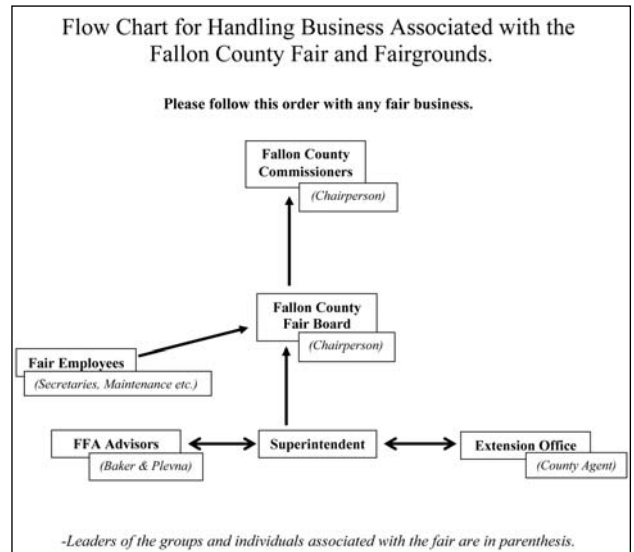 Flow Chart for Handling Business Associated with the
Fallon County Fair and Fairgrounds.
Please follow this order with any fair business.
Fallon County
Commissioners
(Chairperson)
Fallon County
Fair Board
(Chairperson)
Fair Employees
(Secretaries, Maintenance etc.)
FFA Advisors
(Baker & Plevna)
Superintendent
Extension Office
(County Agent)
-Leaders of the groups and individuals associated with the fair are in parenthesis.